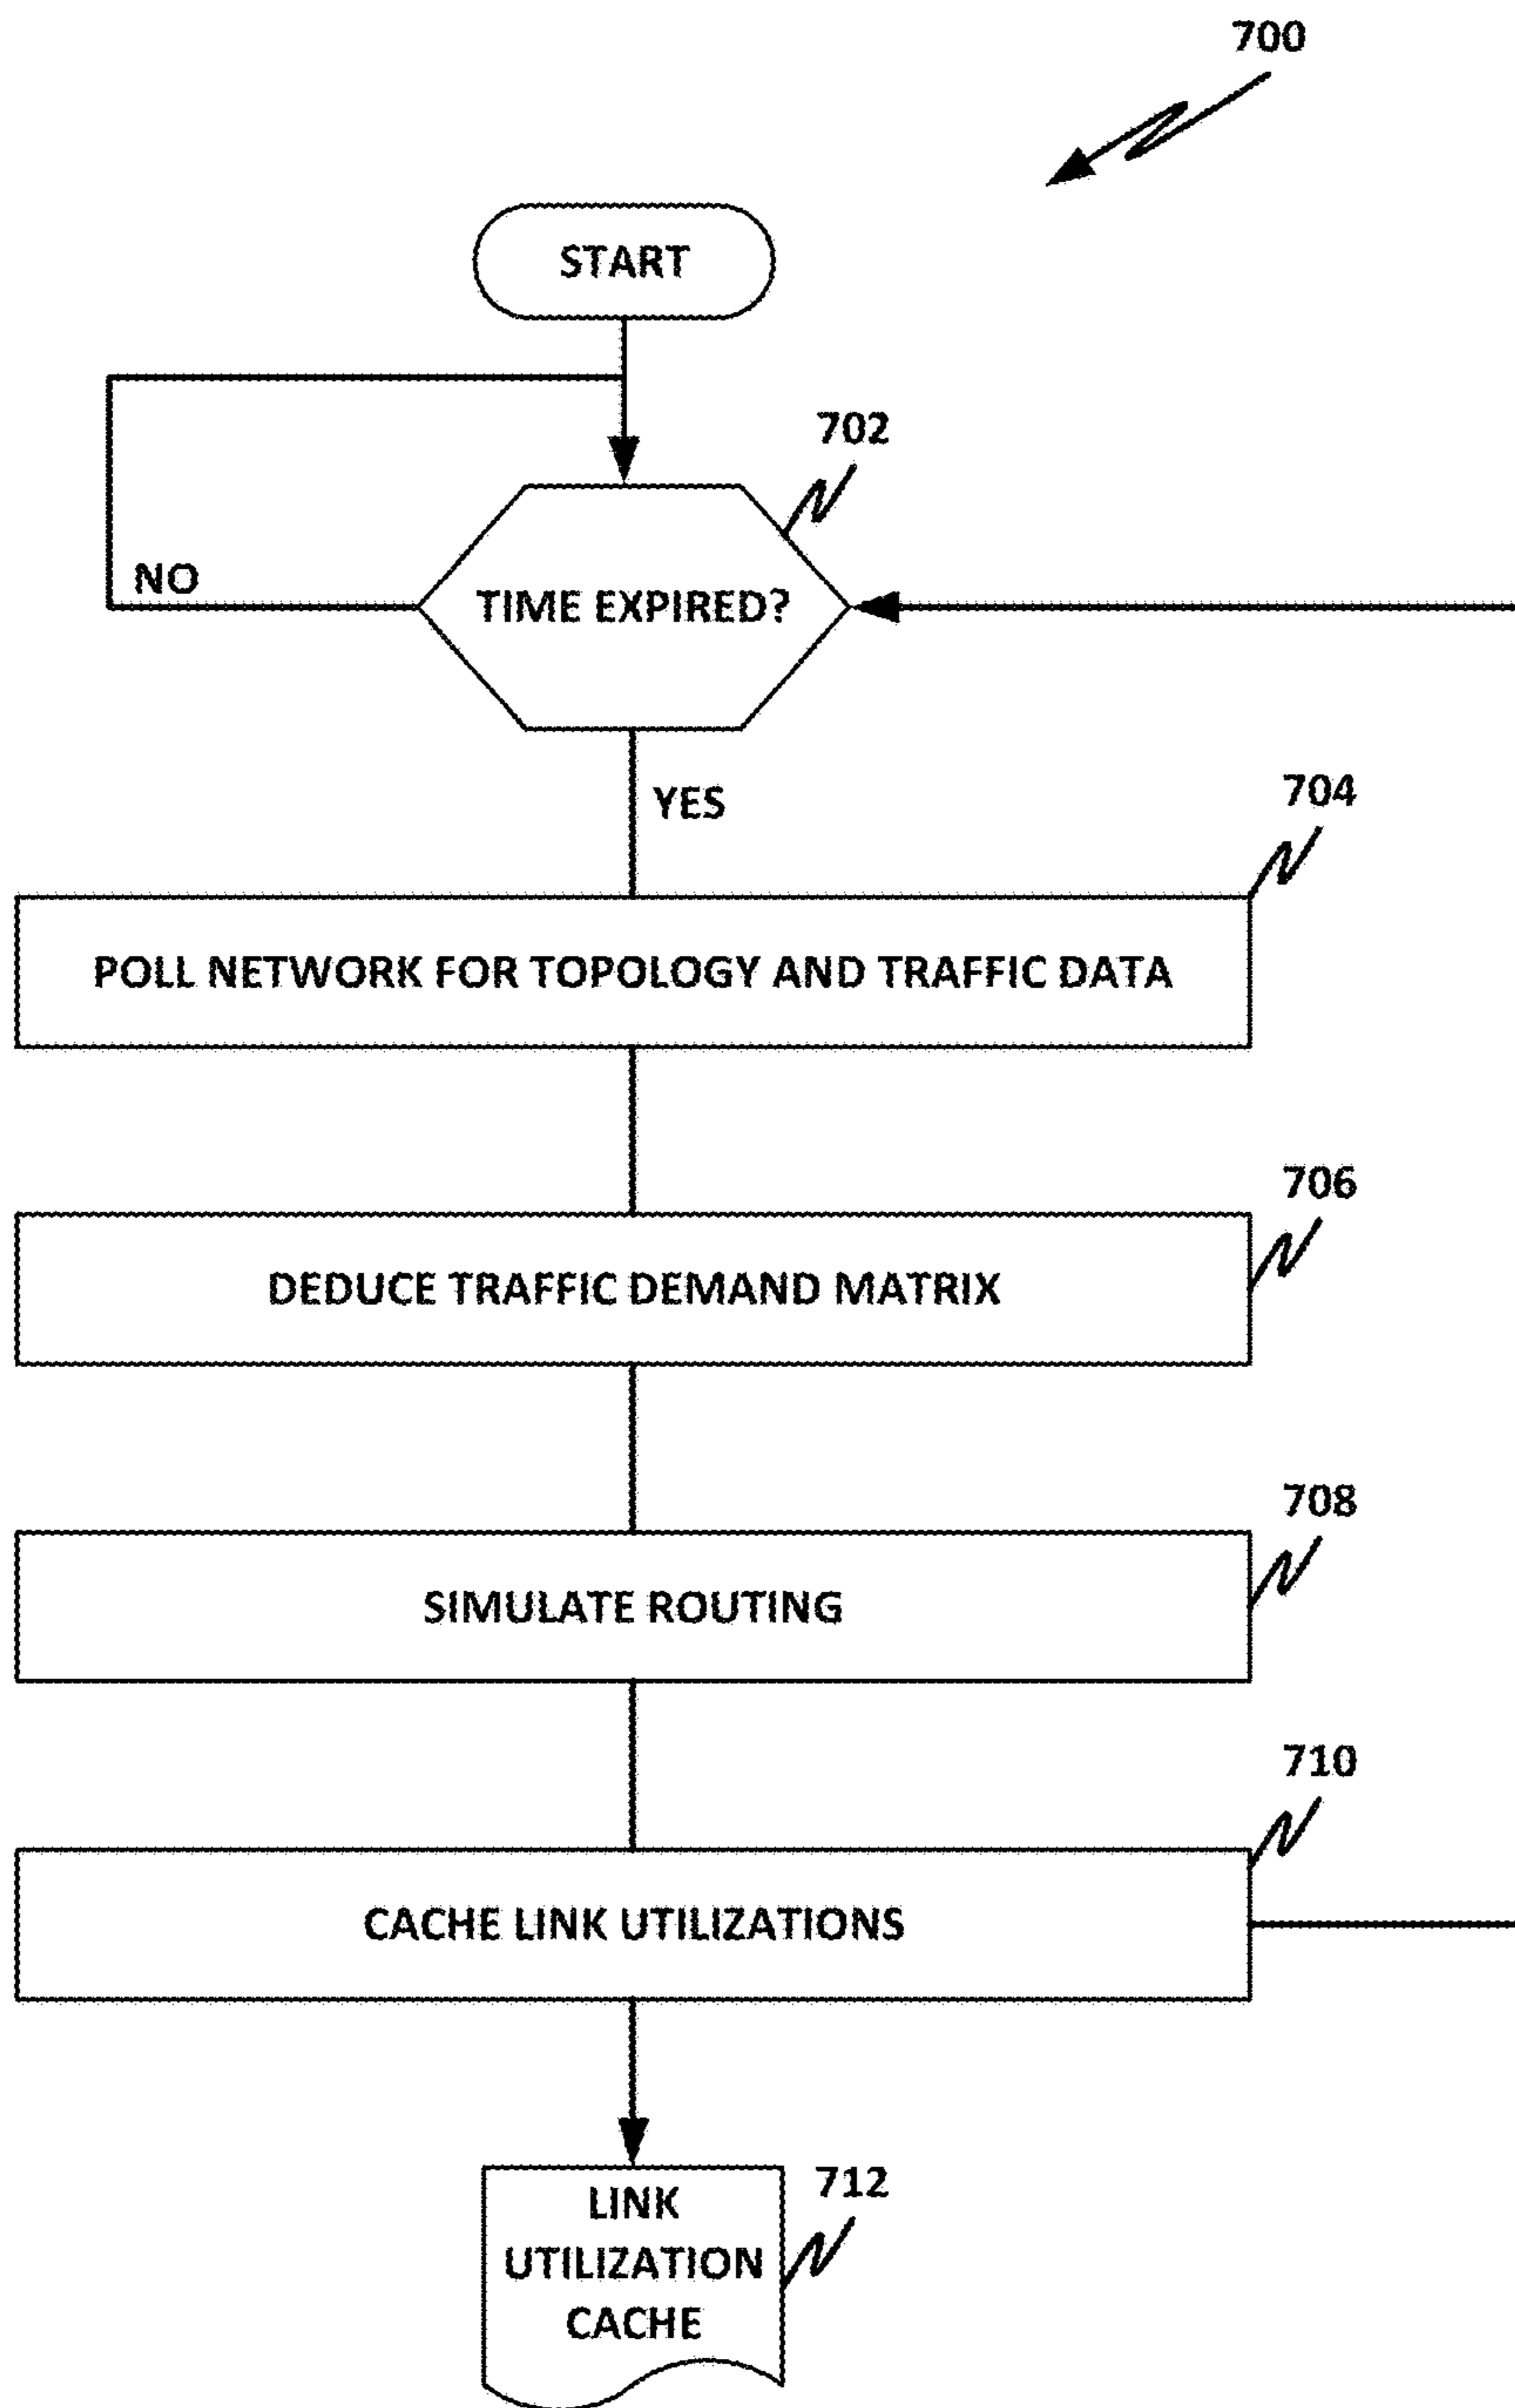 700
START
702
NO
TIME EXPIRED?
YES
704
POLL NETWORK FOR TOPOLOGY AND TRAFFIC DATA
706
DEDUCE TRAFFIC DEMAND MATRIX
708
SIMULATE ROUTING
710
CACHE LINK UTILIZATIONS
712
LINK
UTILIZATION
CACHE